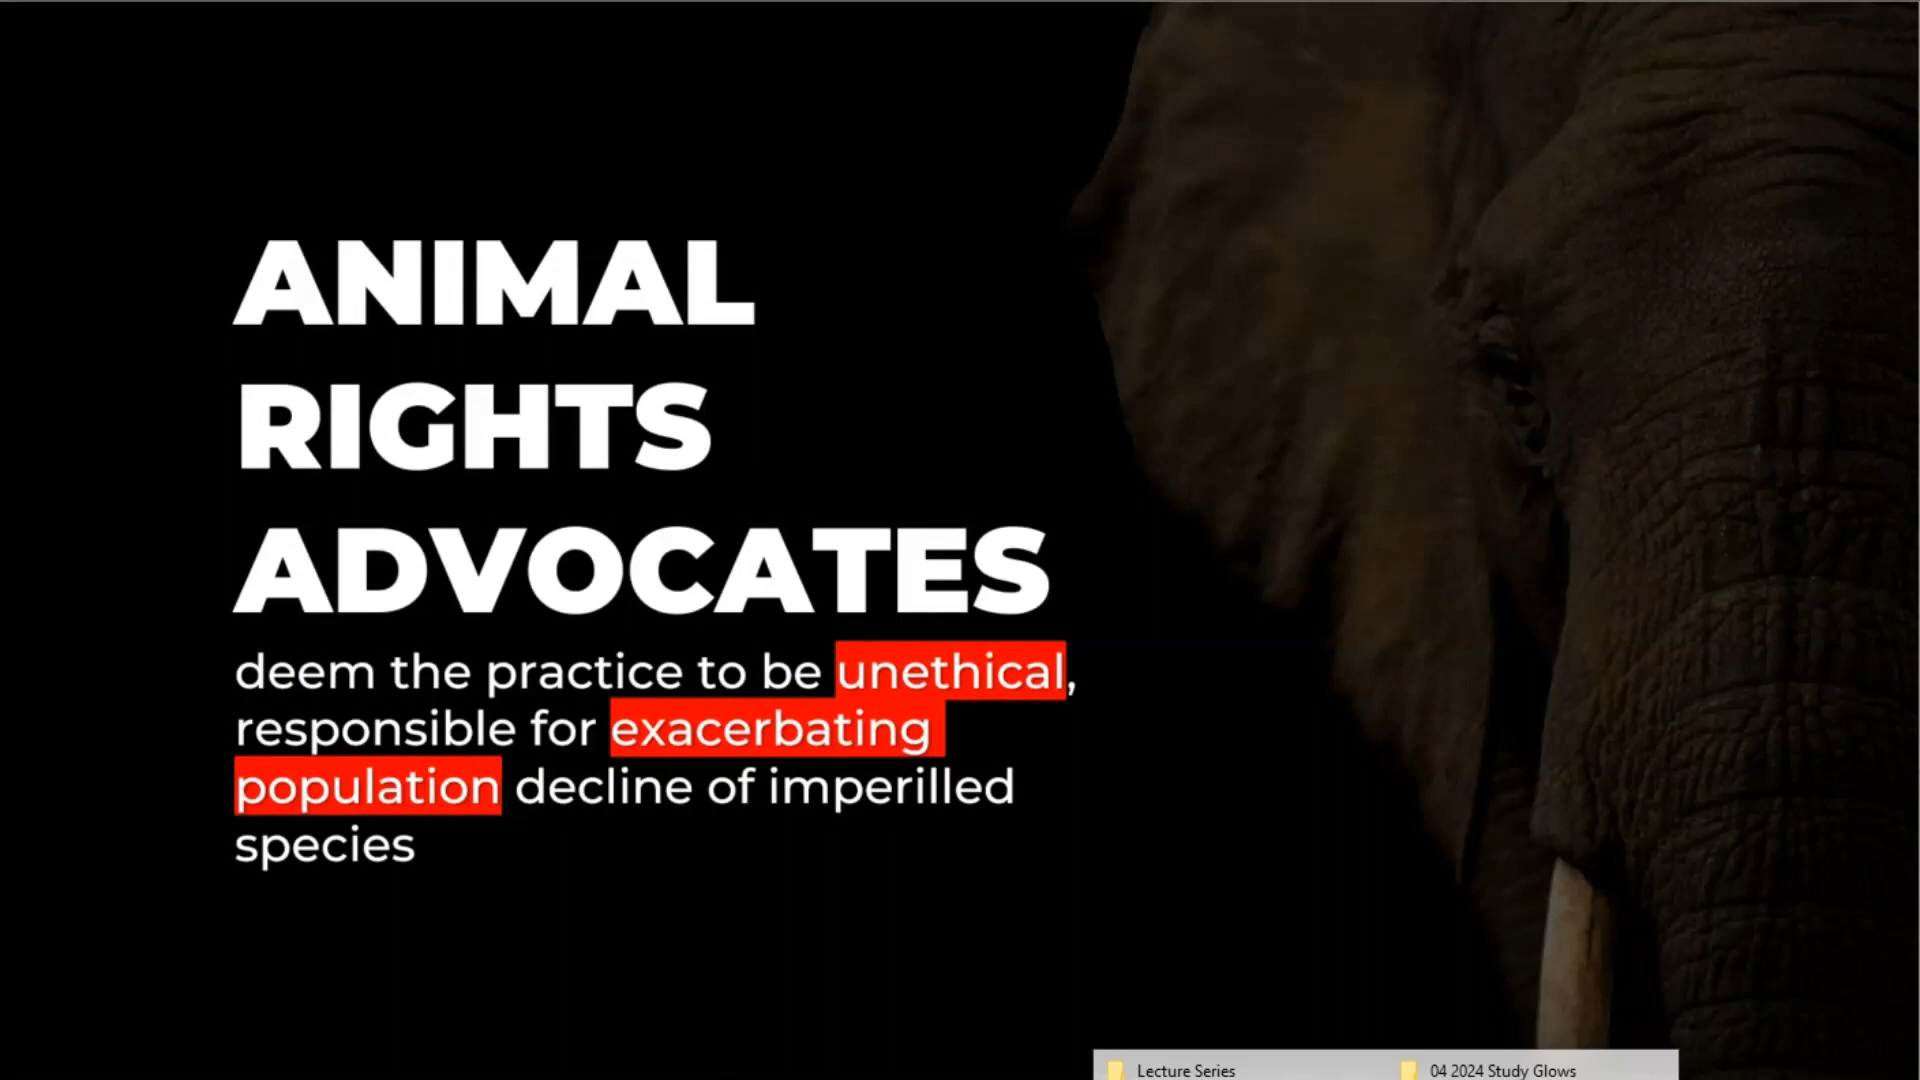 ANIMAL
RIGHTS
ADVOCATES
deem the practice to be unethical,
responsible for exacerbating
population decline of imperilled
species
Lecture Series
04 2024 Study Glows